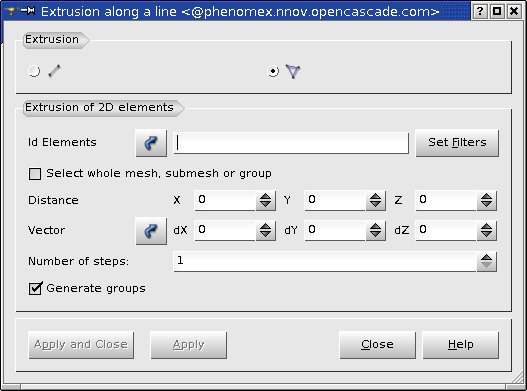 Extrusion along a line <@phenomex.nnov.opencascade.com>
Extrusion
Extrusion of 2D elements
Id Elements Set Filters
Select whole mesh, submesh or group
Distance X 0 Y 0 Z 0
Vector dX 0 dY 0 dZ 0
Number of steps: 1
Generate groups
Apply and Close Apply Close Help